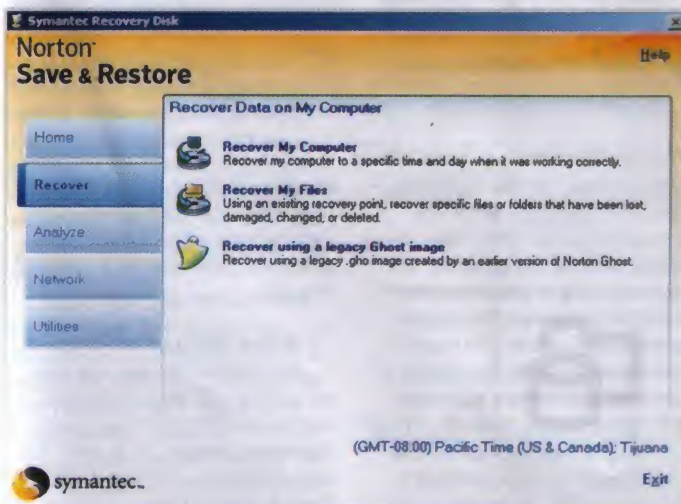 Symantec Recovery Disk
Norton
Save & Restore
Help
Recover Data on My Computer
Home
Recover
Analyze
Network
Utilities
Recover My Computer
Recover my computer to a specific time and day when it was working correctly.
Recover My Files
Using an existing recovery point, recover specific files or folders that have been lost,
damaged, changed, or deleted.
Recover using a legacy Ghost image
Recover using a legacy .gho image created by an earlier version of Norton Ghost.
(GMT-08:00) Pacific Time (US & Canada); Tijuana
symantec™
Exit